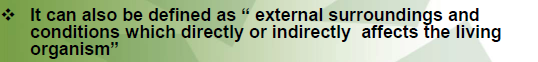 ❖ It can also be defined as “ external surroundings and
conditions which directly or indirectly  affects the living
organism”